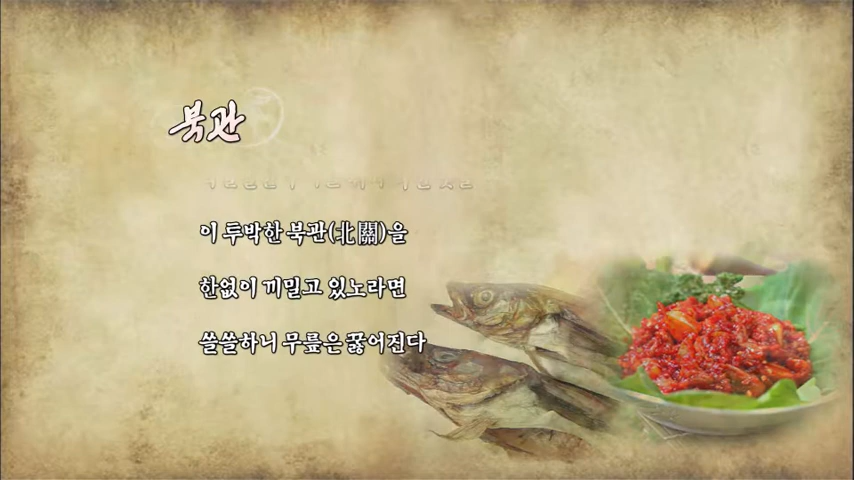 북관
이 투박한 북관(北關)을
한없이 끼밀고 있노라면
쓸쓸하니 무릎은 꿇어진다